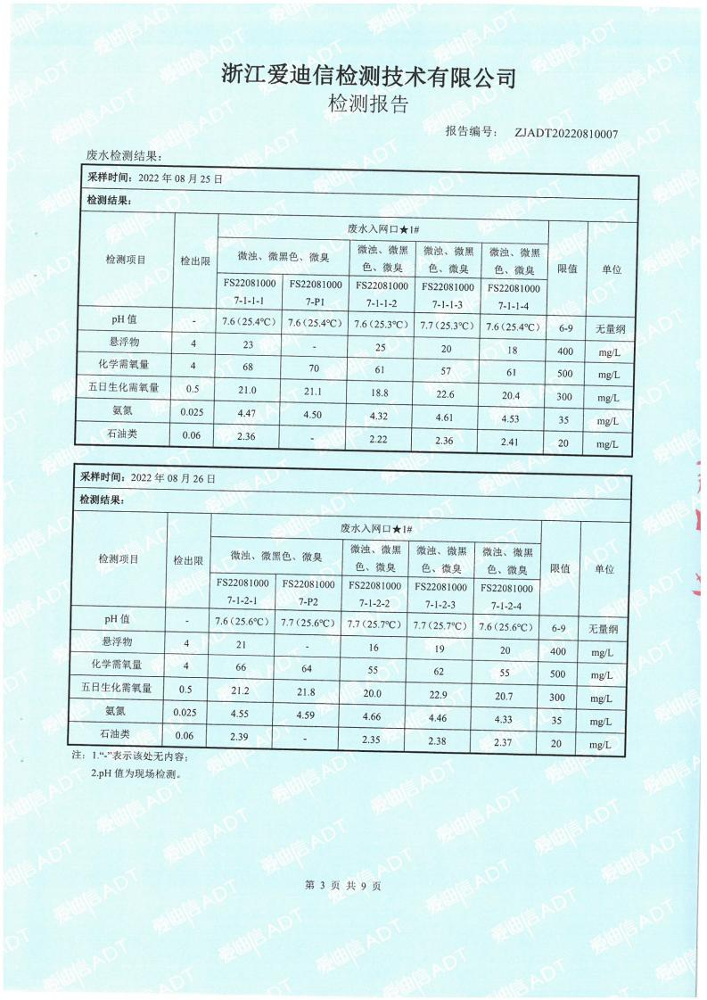 浙江爱迪信检测技术有限公司
检测报告
报告编号： ZJADT20220810007
废水检测结果：
采样时间：2022 年 08 月 25 日
检测结果：
检测项目 检出限 废水入网口★1# 限值 单位
微浊、微黑色、微臭 微浊、微黑色、微臭 微浊、微黑色、微臭 微浊、微黑色、微臭
FS220810007-1-1-1 FS220810007-P1 FS220810007-1-1-2 FS220810007-1-1-3 FS220810007-1-1-4
pH 值 - 7.6（25.4℃） 7.6（25.4℃） 7.6（25.3℃） 7.7（25.3℃） 7.6（25.4℃） 6-9 无量纲
悬浮物 4 23 - 25 20 18 400 mg/L
化学需氧量 4 68 70 61 57 61 500 mg/L
五日生化需氧量 0.5 21.0 21.1 18.8 22.6 20.4 300 mg/L
氨氮 0.025 4.47 4.50 4.32 4.61 4.53 35 mg/L
石油类 0.06 2.36 - 2.22 2.36 2.41 20 mg/L
采样时间：2022 年 08 月 26 日
检测结果：
检测项目 检出限 废水入网口★1# 限值 单位
微浊、微黑色、微臭 微浊、微黑色、微臭 微浊、微黑色、微臭 微浊、微黑色、微臭
FS220810007-1-2-1 FS220810007-P2 FS220810007-1-2-2 FS220810007-1-2-3 FS220810007-1-2-4
pH 值 - 7.6（25.6℃） 7.7（25.6℃） 7.7（25.7℃） 7.7（25.7℃） 7.6（25.6℃） 6-9 无量纲
悬浮物 4 21 - 16 19 20 400 mg/L
化学需氧量 4 66 64 55 62 55 500 mg/L
五日生化需氧量 0.5 21.2 21.8 20.0 22.9 20.7 300 mg/L
氨氮 0.025 4.55 4.59 4.66 4.46 4.33 35 mg/L
石油类 0.06 2.39 - 2.35 2.38 2.37 20 mg/L
注：1.“-”表示该处无内容；
2.pH 值为现场检测。
第 3 页 共 9 页
爱迪信ADT